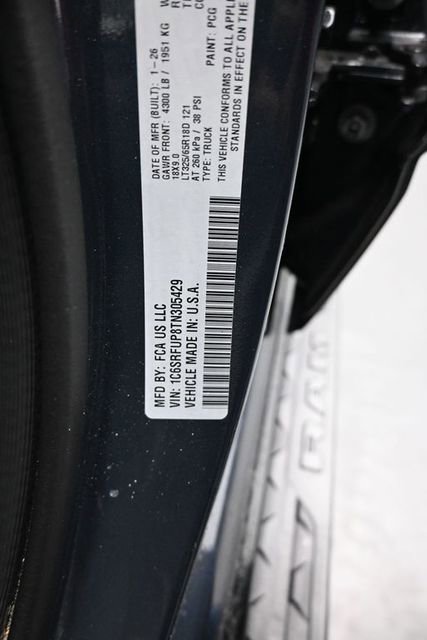 MFD BY: FCA US LLC
VIN: 1C6SRFUP8TN305429
VEHICLE MADE IN: U.S.A.
DATE OF MFR (BUILT): 1-26
GAWR FRONT: 4300 LB / 1951 KG
18X9.0
LT325/65R18D 121
AT 260 kPa / 38 PSI
TYPE: TRUCK
PAINT: PCG
THIS VEHICLE CONFORMS TO ALL APPL
STANDARDS IN EFFECT ON THE
RAM